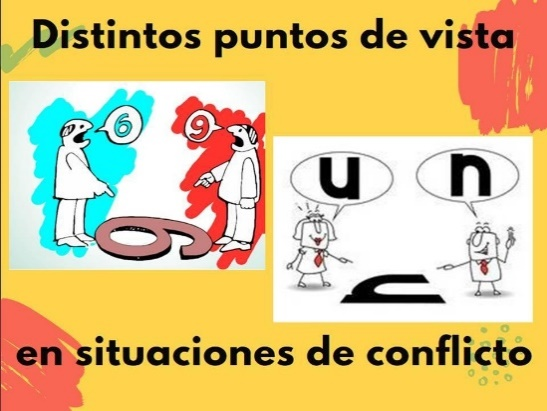 Distintos puntos de vista
6
9
u
n
en situaciones de conflicto